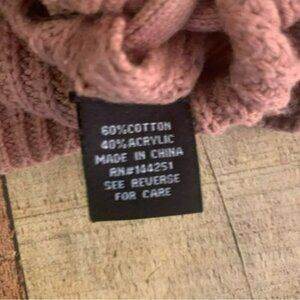 60%COTTON
40%ACRYLIC
MADE IN CHINA
RN#144251
SEE REVERSE
FOR CARE